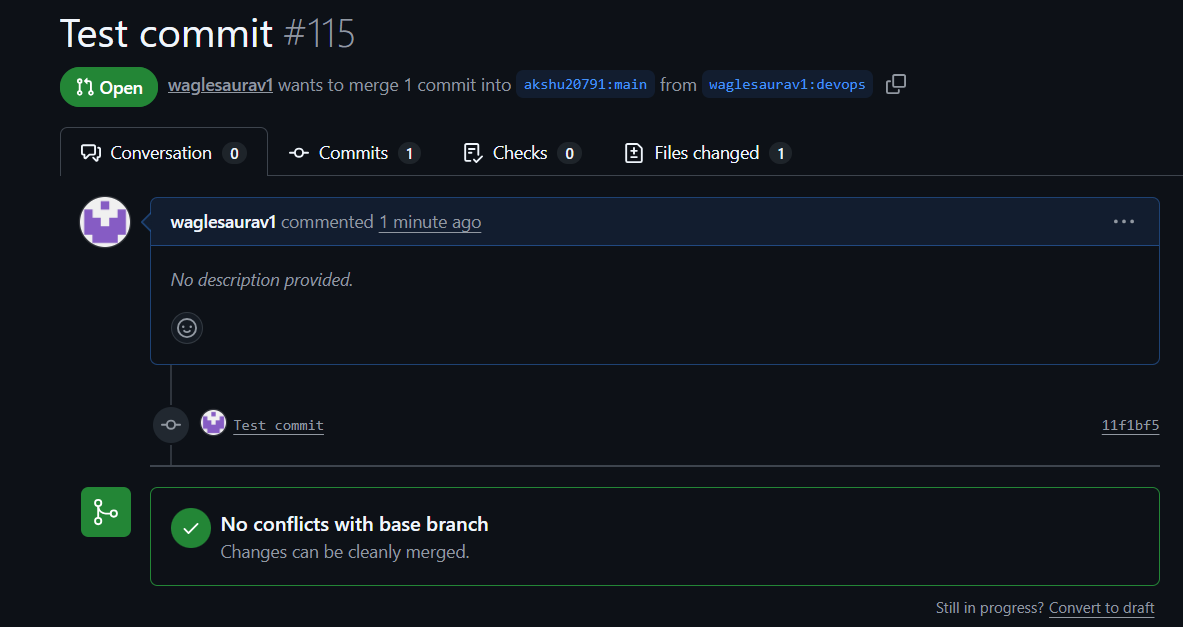 Test commit #115
Open waglesaurav1 wants to merge 1 commit into akshu20791:main from waglesaurav1:devops
Conversation 0 Commits 1 Checks 0 Files changed 1
waglesaurav1 commented 1 minute ago
No description provided.
Test commit 11f1bf5
No conflicts with base branch
Changes can be cleanly merged.
Still in progress? Convert to draft